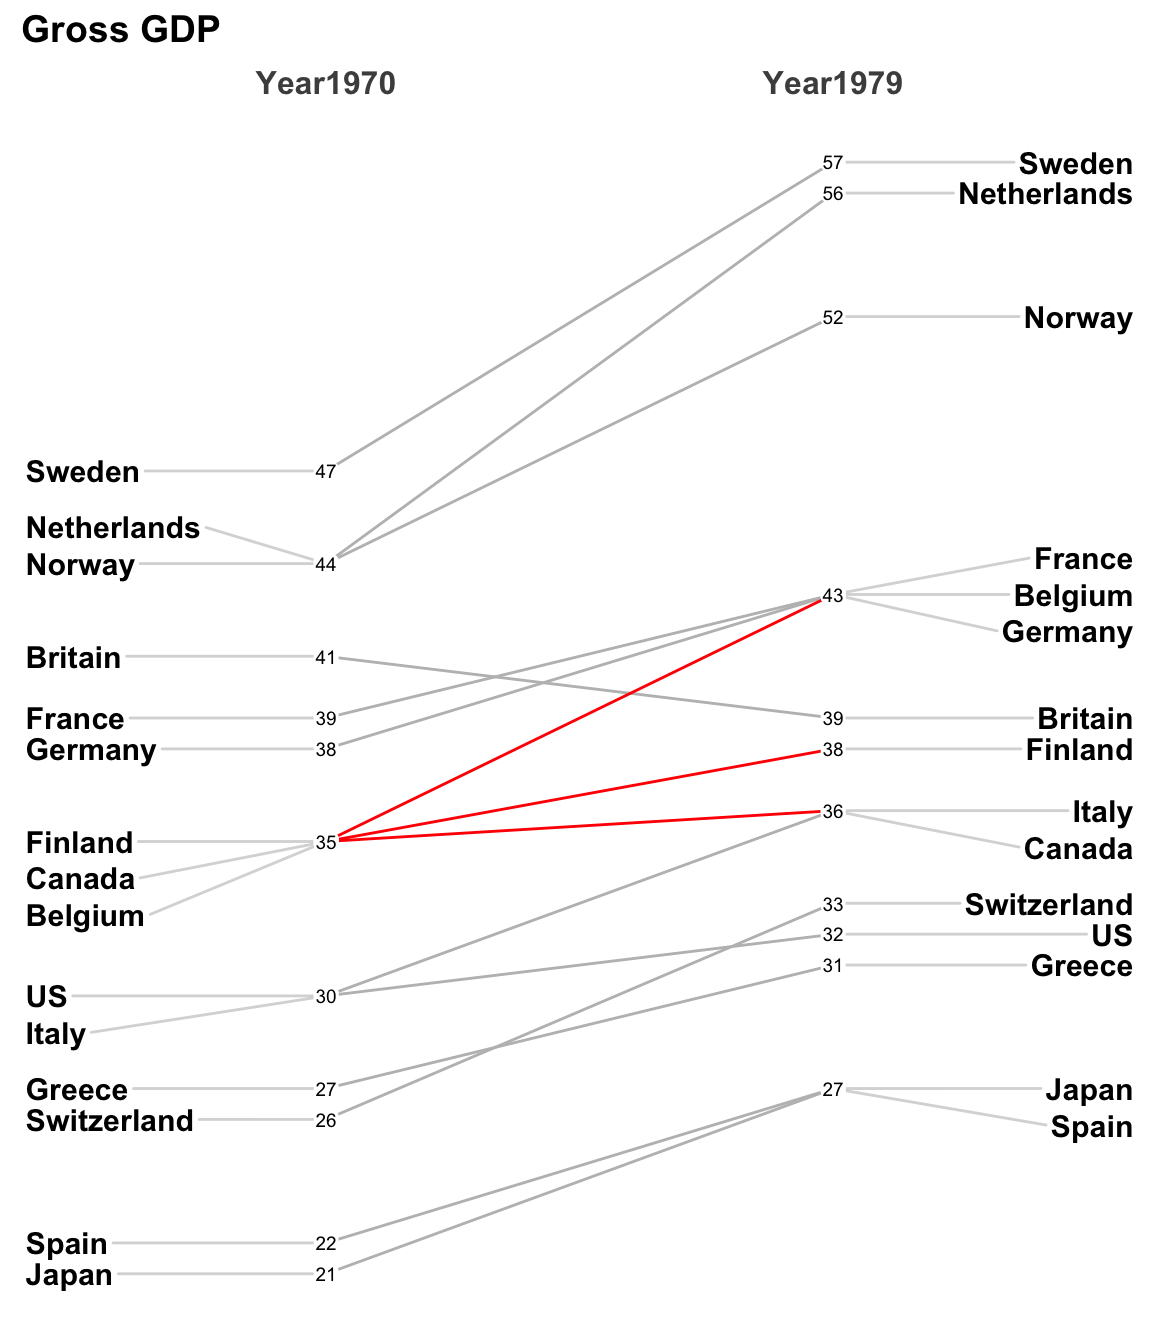 Gross GDP
Year1970 Year1979
57 Sweden
56 Netherlands
52 Norway
Sweden 47
Netherlands
Norway 44
France
43 Belgium
Germany
Britain 41
France 39 39 Britain
Germany 38 38 Finland
36 Italy
Finland 35 Canada
Canada
Belgium
33 Switzerland
32 US
31 Greece
US 30
Italy
Greece 27 27 Japan
Switzerland 26 Spain
Spain 22
Japan 21